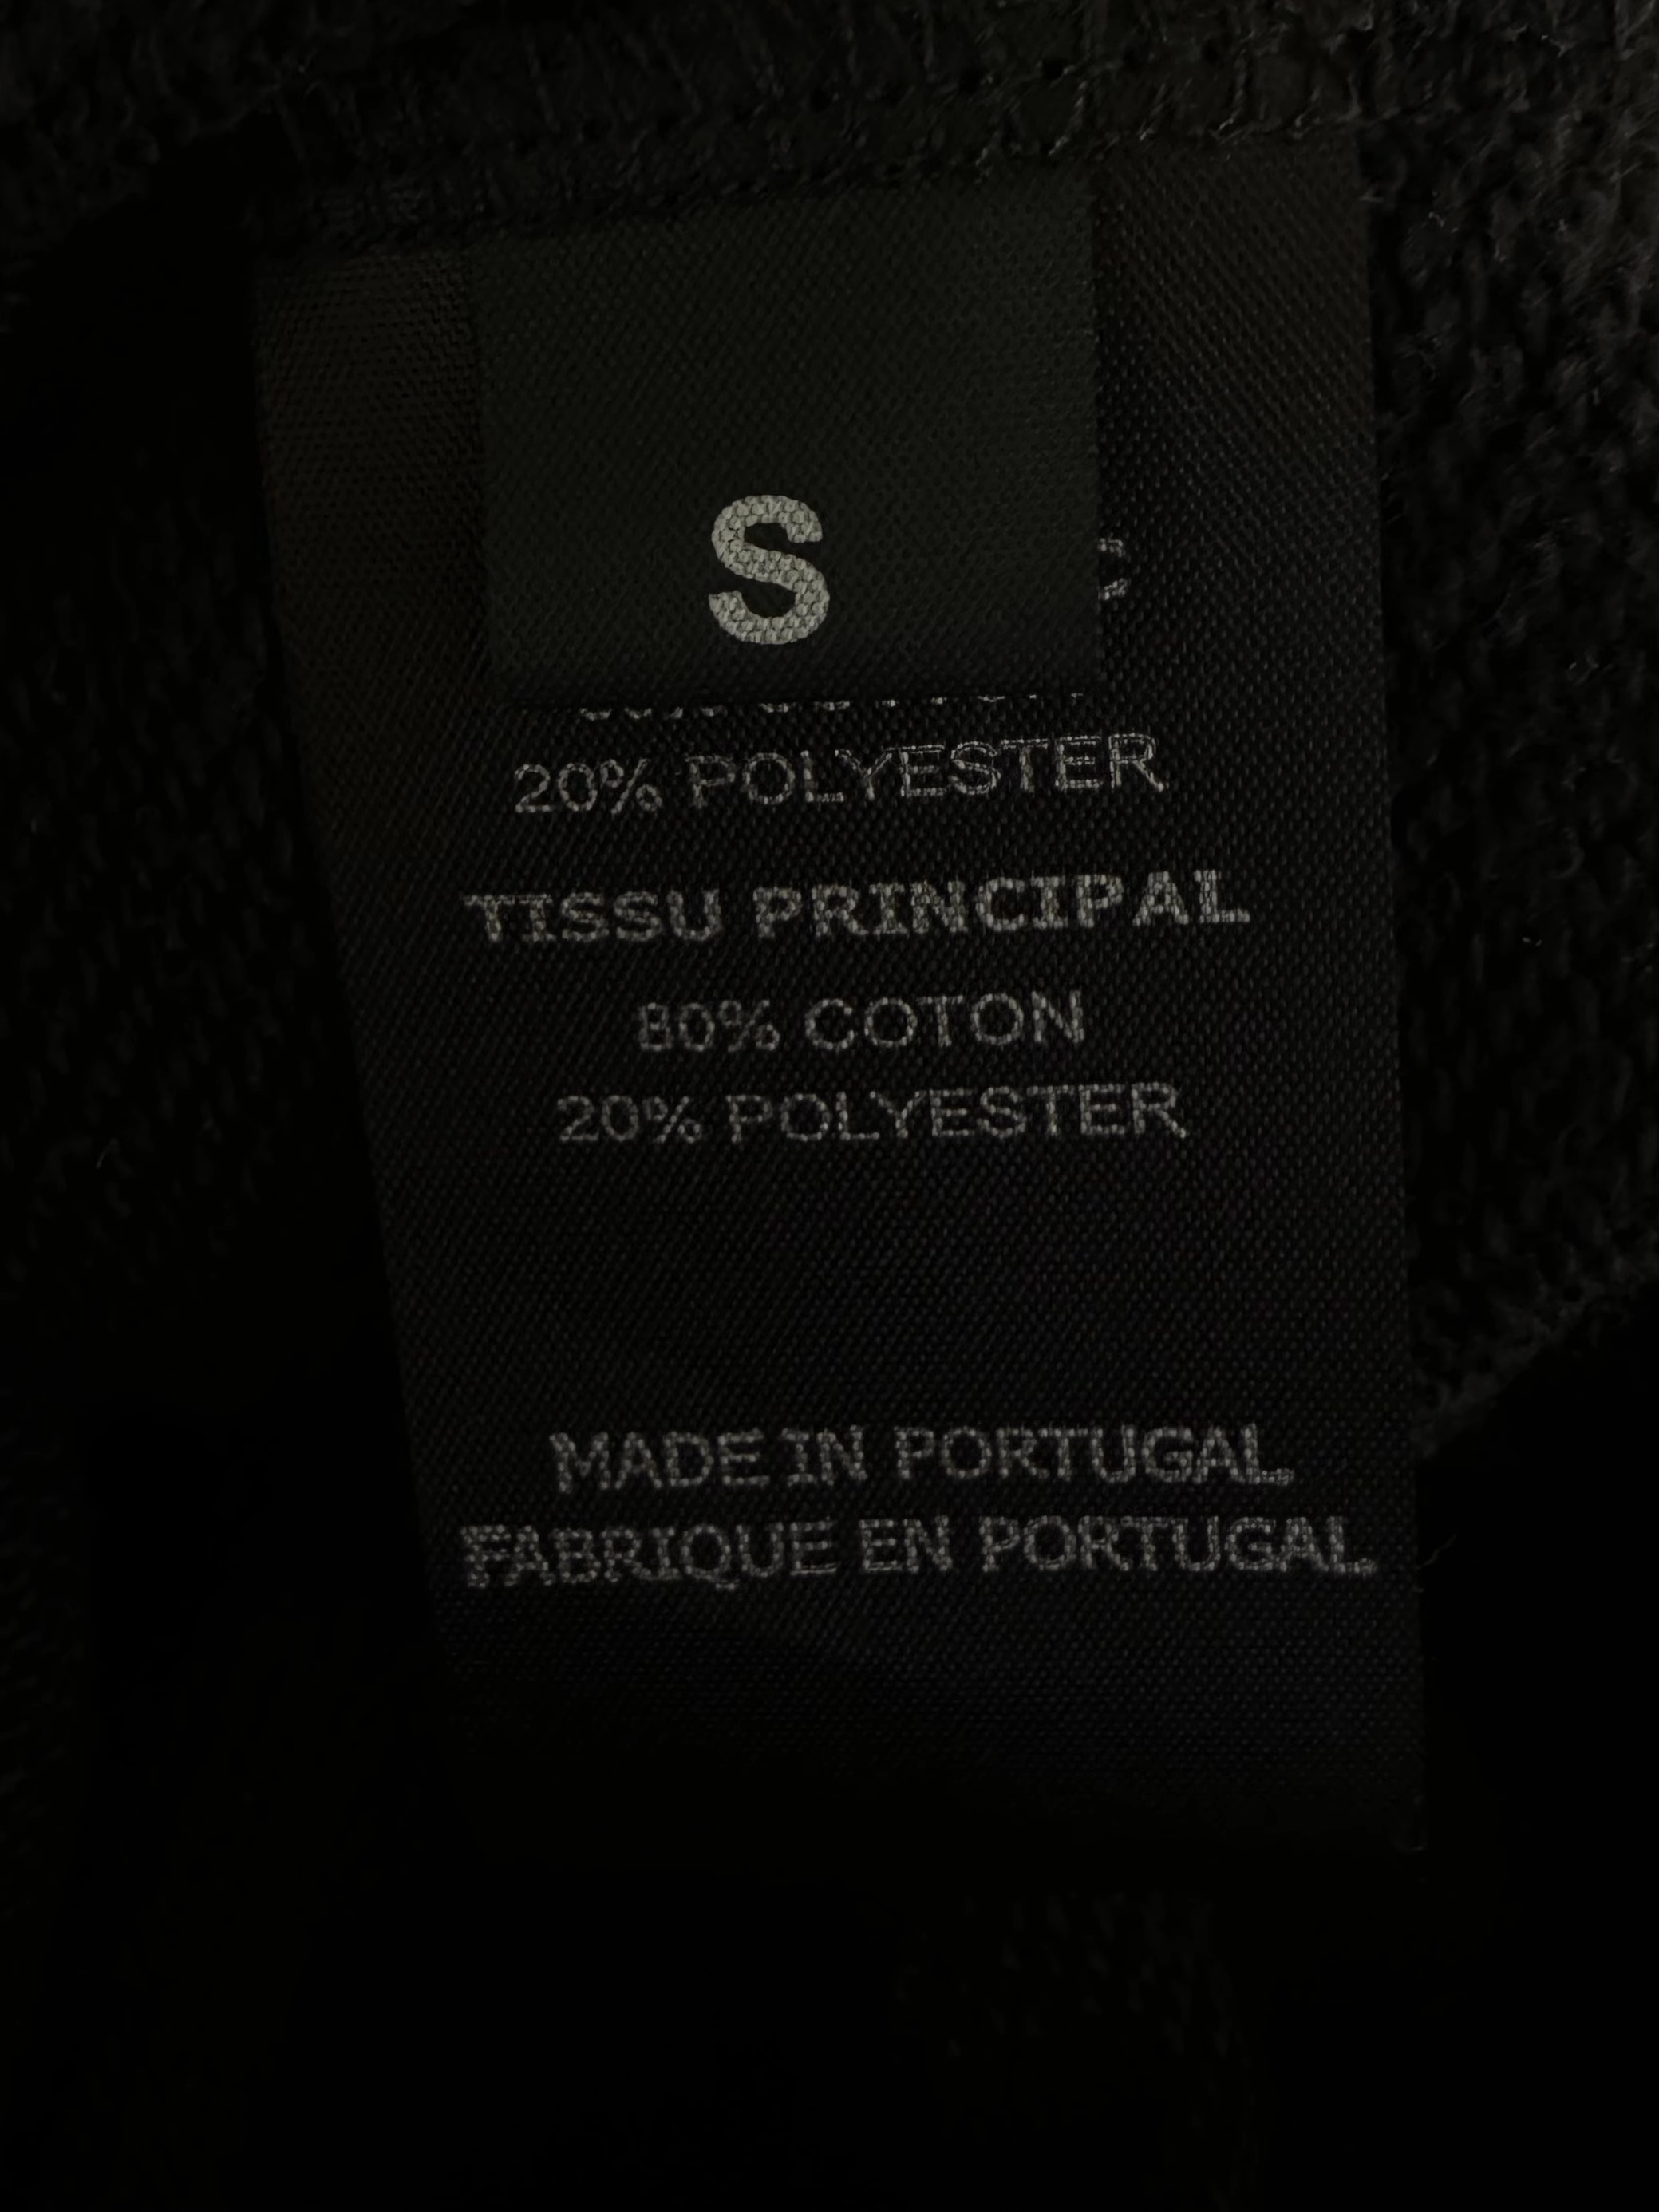 S
20% POLYESTER
TISSU PRINCIPAL
80% COTON
20% POLYESTER
MADE IN PORTUGAL
FABRIQUE EN PORTUGAL